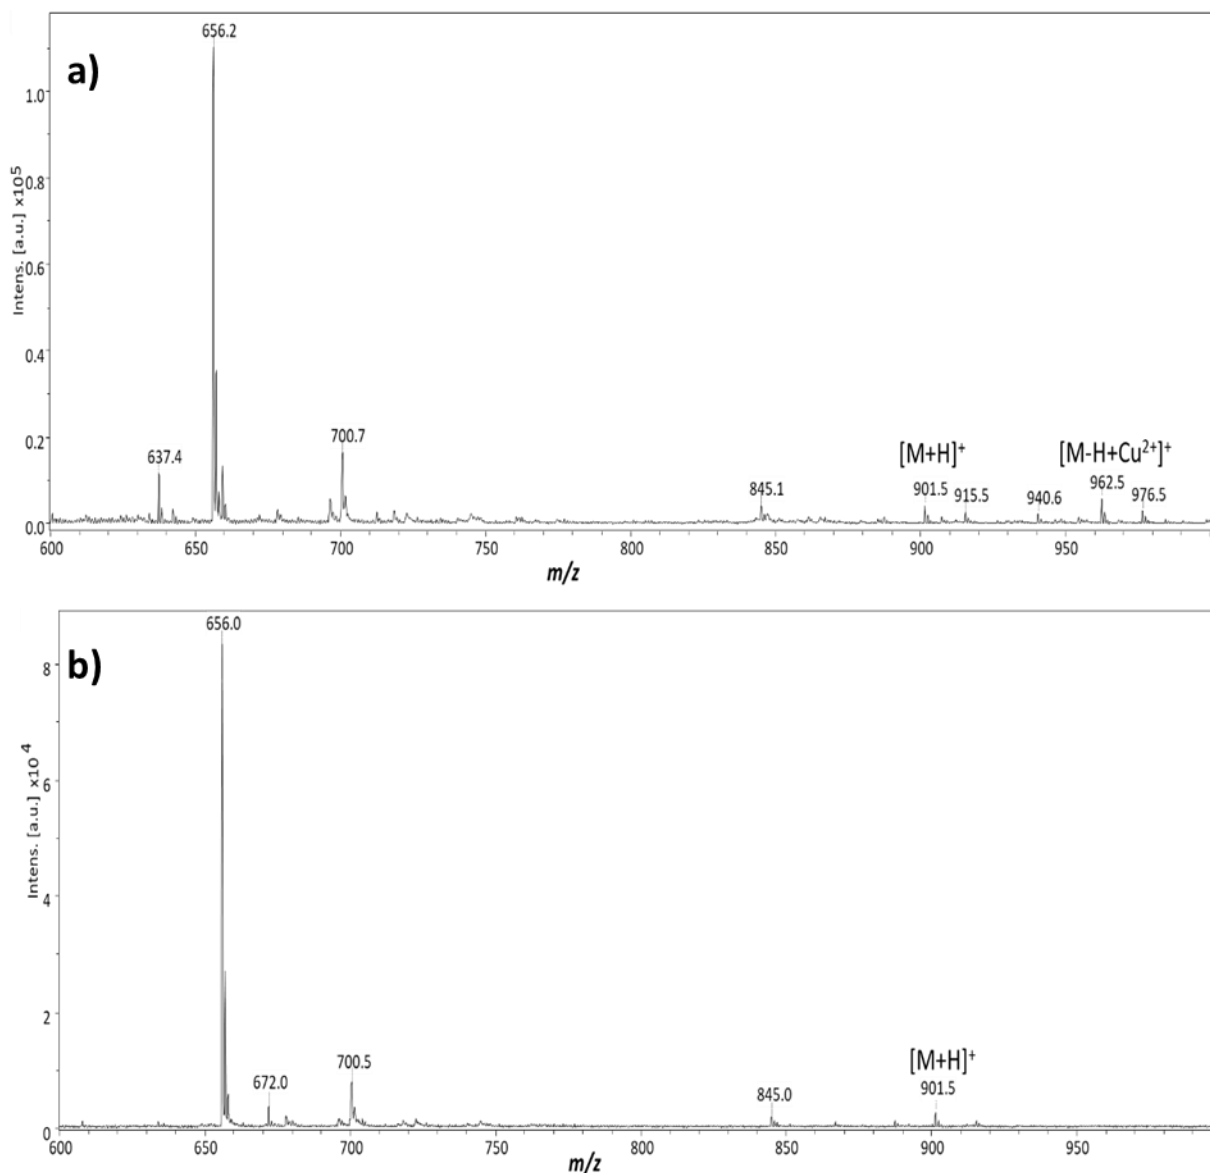 a)
Intens. [a.u.] x10⁵
1.0
0.8
0.6
0.4
0.2
0.0
656.2
637.4
700.7
845.1
[M+H]⁺
901.5
915.5
940.6
[M-H+Cu²⁺]⁺
962.5
976.5
600 650 700 750 800 850 900 950
m/z
b)
Intens. [a.u.] x10⁻⁴
8
6
4
2
0
656.0
672.0
700.5
845.0
[M+H]⁺
901.5
600 650 700 750 800 850 900 950
m/z